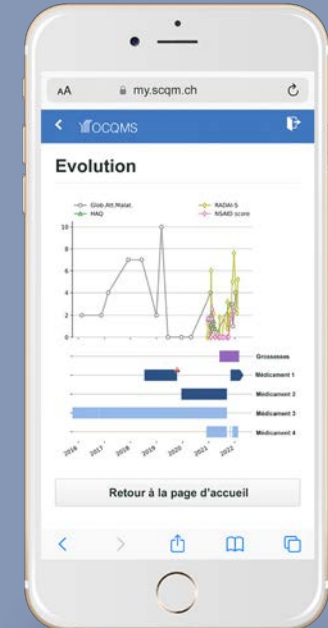 AA my.scqm.ch
OCQMS
Evolution
Glob.Att.Malat. RADAI-5
HAQ NSAID score
10
8
6
4
2
0
Grossesses
Médicament 1
Médicament 2
Médicament 3
Médicament 4
2016 2017 2018 2019 2020 2021 2022
Retour à la page d'accueil